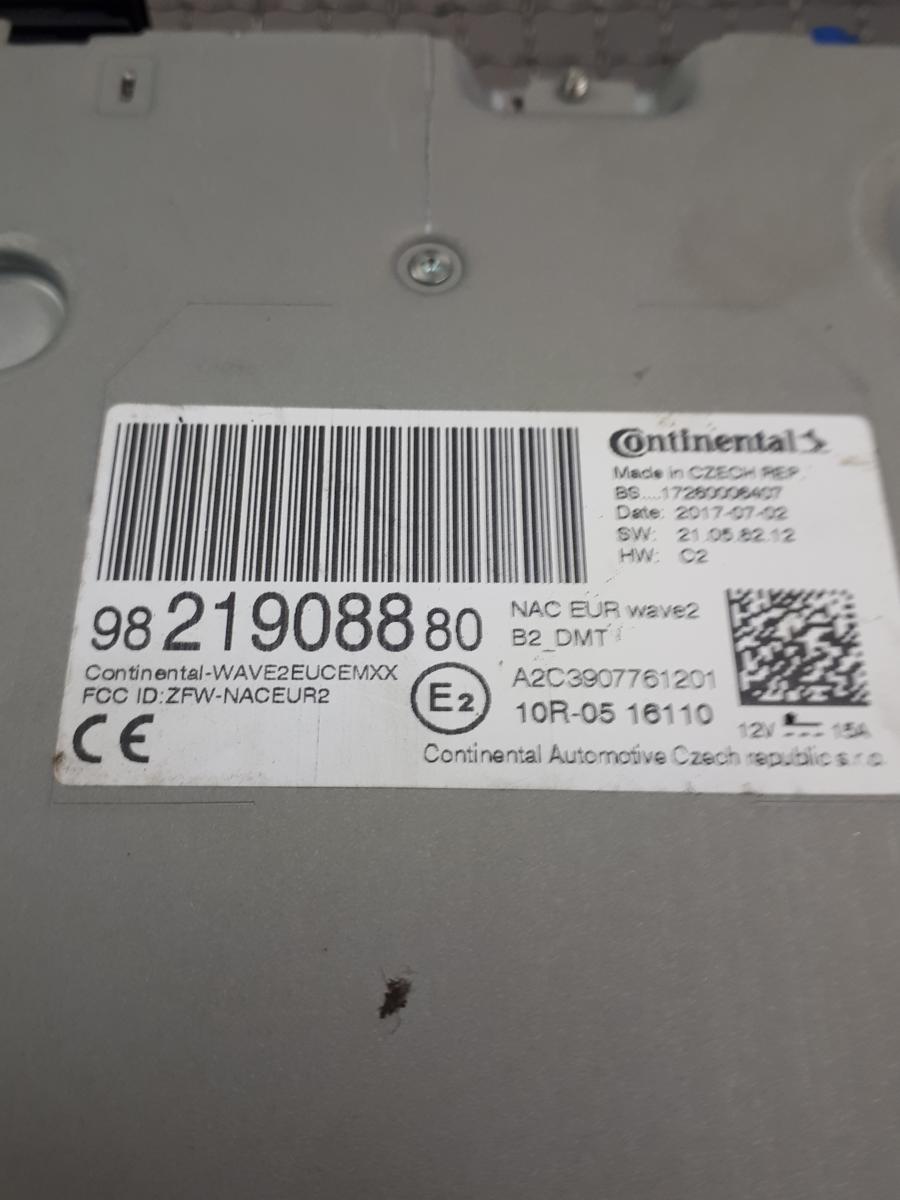 Continental
Made in CZECH REP.
BS....17260006407
Date: 2017-07-02
SW: 21.05.82.12
HW: C2
98 219088 80
NAC EUR wave2
B2_DMT
Continental-WAVE2EUCEMXX
FCC ID:ZFW-NACEUR2
E2
A2C3907761201
10R-05 16110
12V 15A
CE
Continental Automotive Czech republic s.r.o.